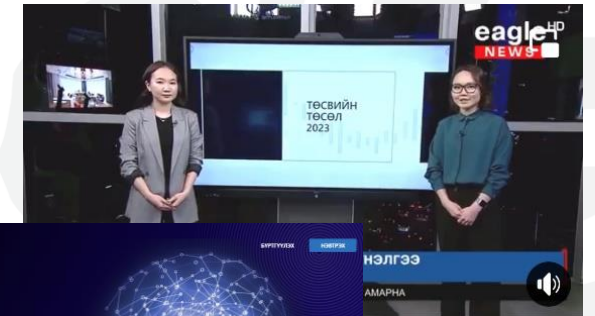 eagle HD
NEWS
ТӨСВИЙН
ТӨСӨЛ
2023
БҮРТГҮҮЛЭХ
НЭВТРЭХ
НЭЛГЭЭ
АМАРНА